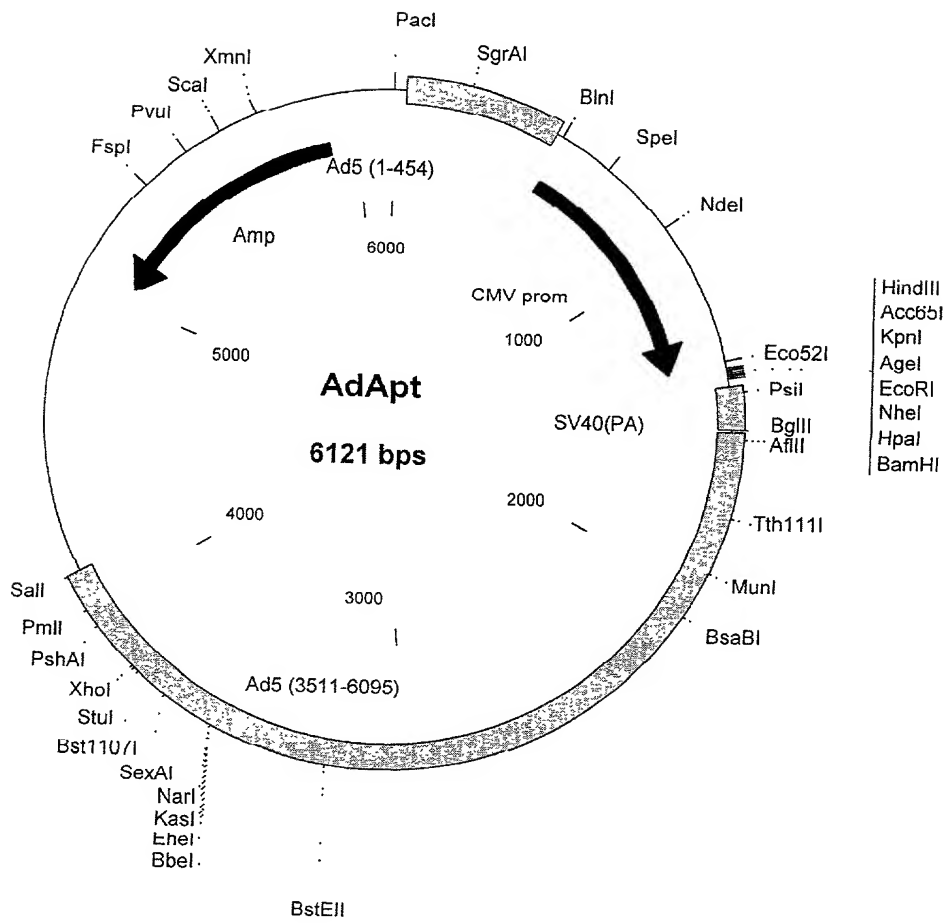 PacI
SgrAI
XmnI
BlnI
ScaI
PvuI
SpeI
FspI
Ad5 (1-454)
NdeI
Amp
6000
CMV prom
1000
HindIII
Acc65I
KpnI
AgeI
EcoRI
NheI
HpaI
BamHI
5000
Eco52I
AdApt
PsiI
SV40(PA)
BglII
AflII
6121 bps
2000
4000
Tth111I
MunI
SalI
3000
PmlI
BsaBI
PshAI
XhoI
Ad5 (3511-6095)
StuI
Bst1107I
SexAI
NarI
KasI
EheI
BbeI
BstEII